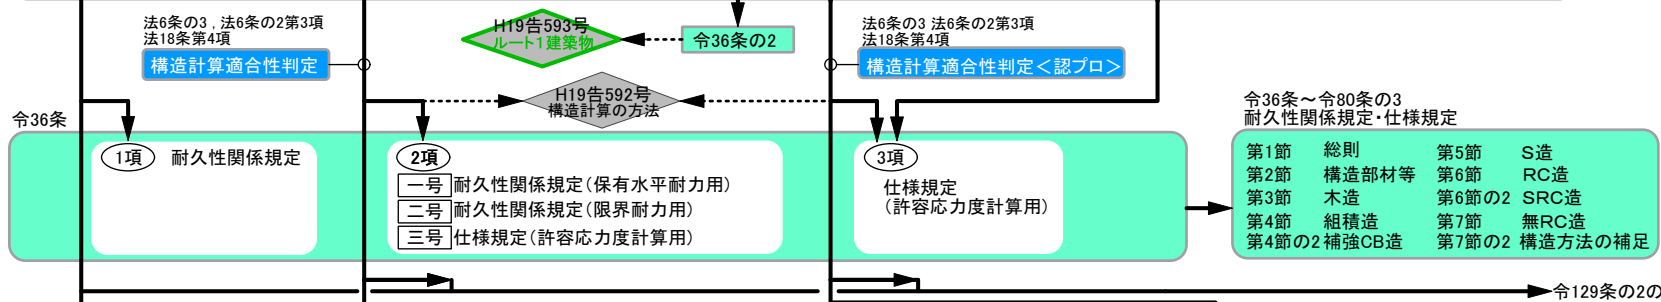 法6条の3，法6条の2第3項
法18条第4項
構造計算適合性判定
H19告593号
ルート1建築物
令36条の2
法6条の3 法6条の2第3項
法18条第4項
構造計算適合性判定＜認プロ＞
H19告592号
構造計算の方法
令36条
1項 耐久性関係規定
2項
一号 耐久性関係規定（保有水平耐力用）
二号 耐久性関係規定（限界耐力用）
三号 仕様規定（許容応力度計算用）
3項
仕様規定
（許容応力度計算用）
令36条～令80条の3
耐久性関係規定・仕様規定
第1節 総則 第5節 S造
第2節 構造部材等 第6節 RC造
第3節 木造 第6節の2 SRC造
第4節 組積造 第7節 無RC造
第4節の2 補強CB造 第7節の2 構造方法の補足
令129条の2の